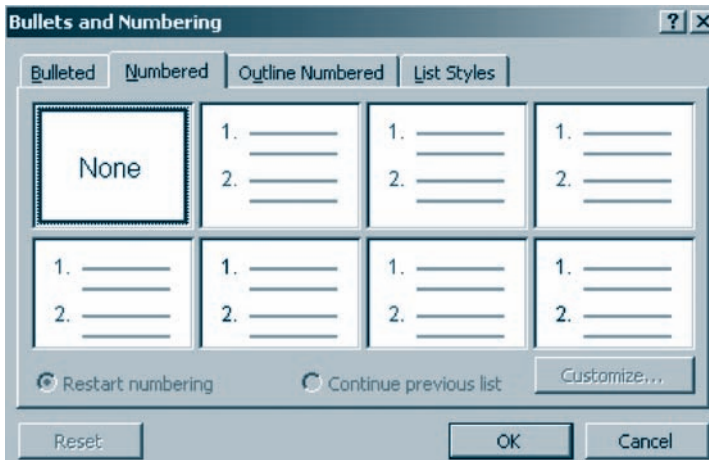 Bullets and Numbering
Bulleted Numbered Outline Numbered List Styles
None
1.
2.
1.
2.
1.
2.
1.
2.
1.
2.
1.
2.
1.
2.
Restart numbering Continue previous list Customize...
Reset OK Cancel